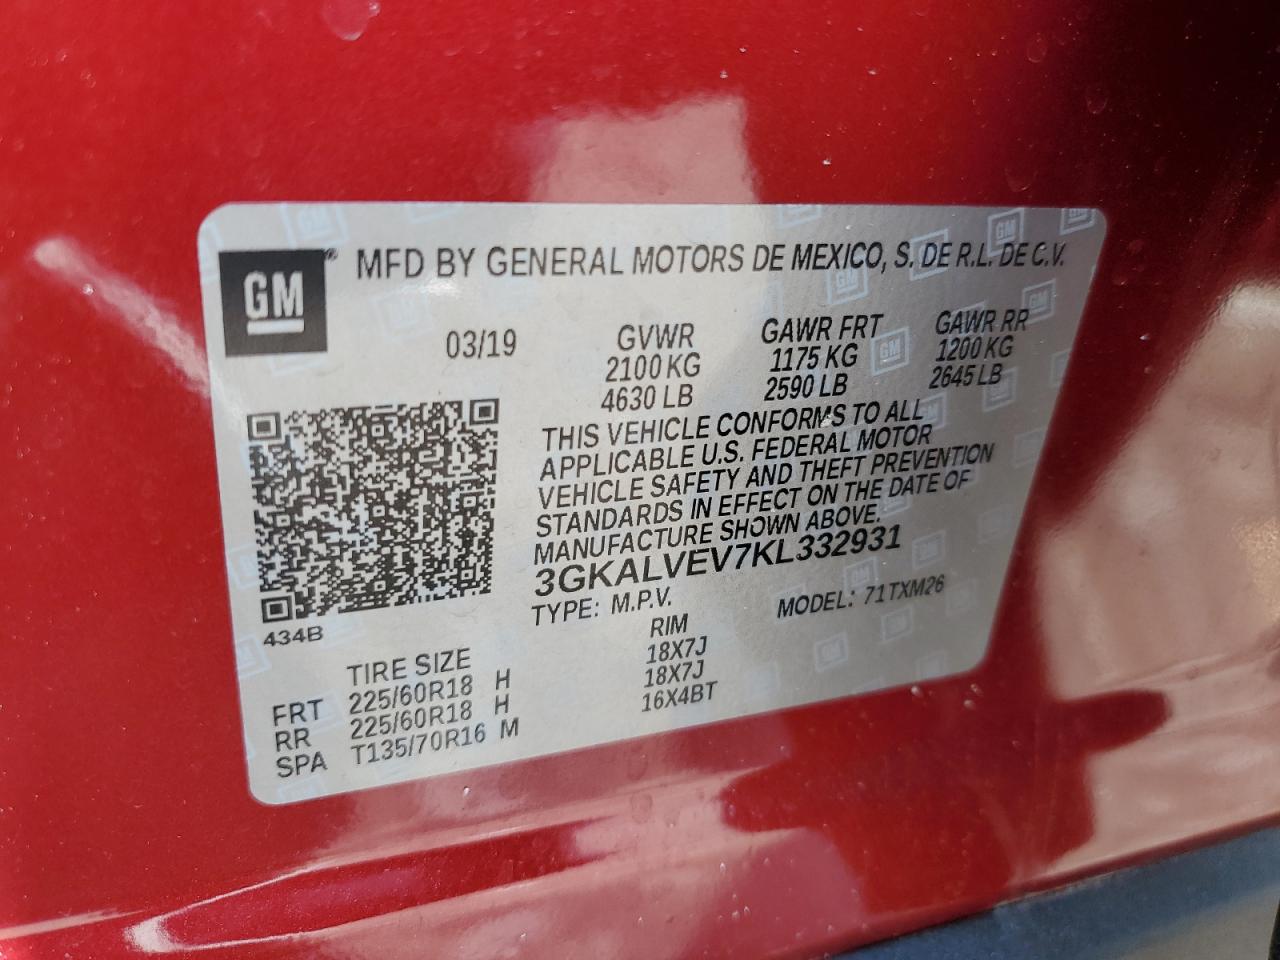 GM
MFD BY GENERAL MOTORS DE MEXICO, S. DE R.L. DE C.V.
03/19
GVWR
2100 KG
4630 LB
GAWR FRT
1175 KG
2590 LB
GAWR RR
1200 KG
2645 LB
THIS VEHICLE CONFORMS TO ALL
APPLICABLE U.S. FEDERAL MOTOR
VEHICLE SAFETY AND THEFT PREVENTION
STANDARDS IN EFFECT ON THE DATE OF
MANUFACTURE SHOWN ABOVE.
3GKALVEV7KL332931
TYPE: M.P.V. MODEL: 71TXM26
434B
TIRE SIZE RIM
FRT 225/60R18 H 18X7J
RR 225/60R18 H 18X7J
SPA T135/70R16 M 16X4BT